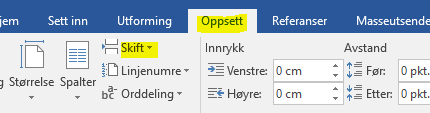 jem Sett inn Utforming Oppsett Referanser Masseutsende
Skift Innrykk Avstand
Størrelse Spalter Linjenumre Venstre: 0 cm Før: 0 pkt.
Orddeling Høyre: 0 cm Etter: 0 pkt.